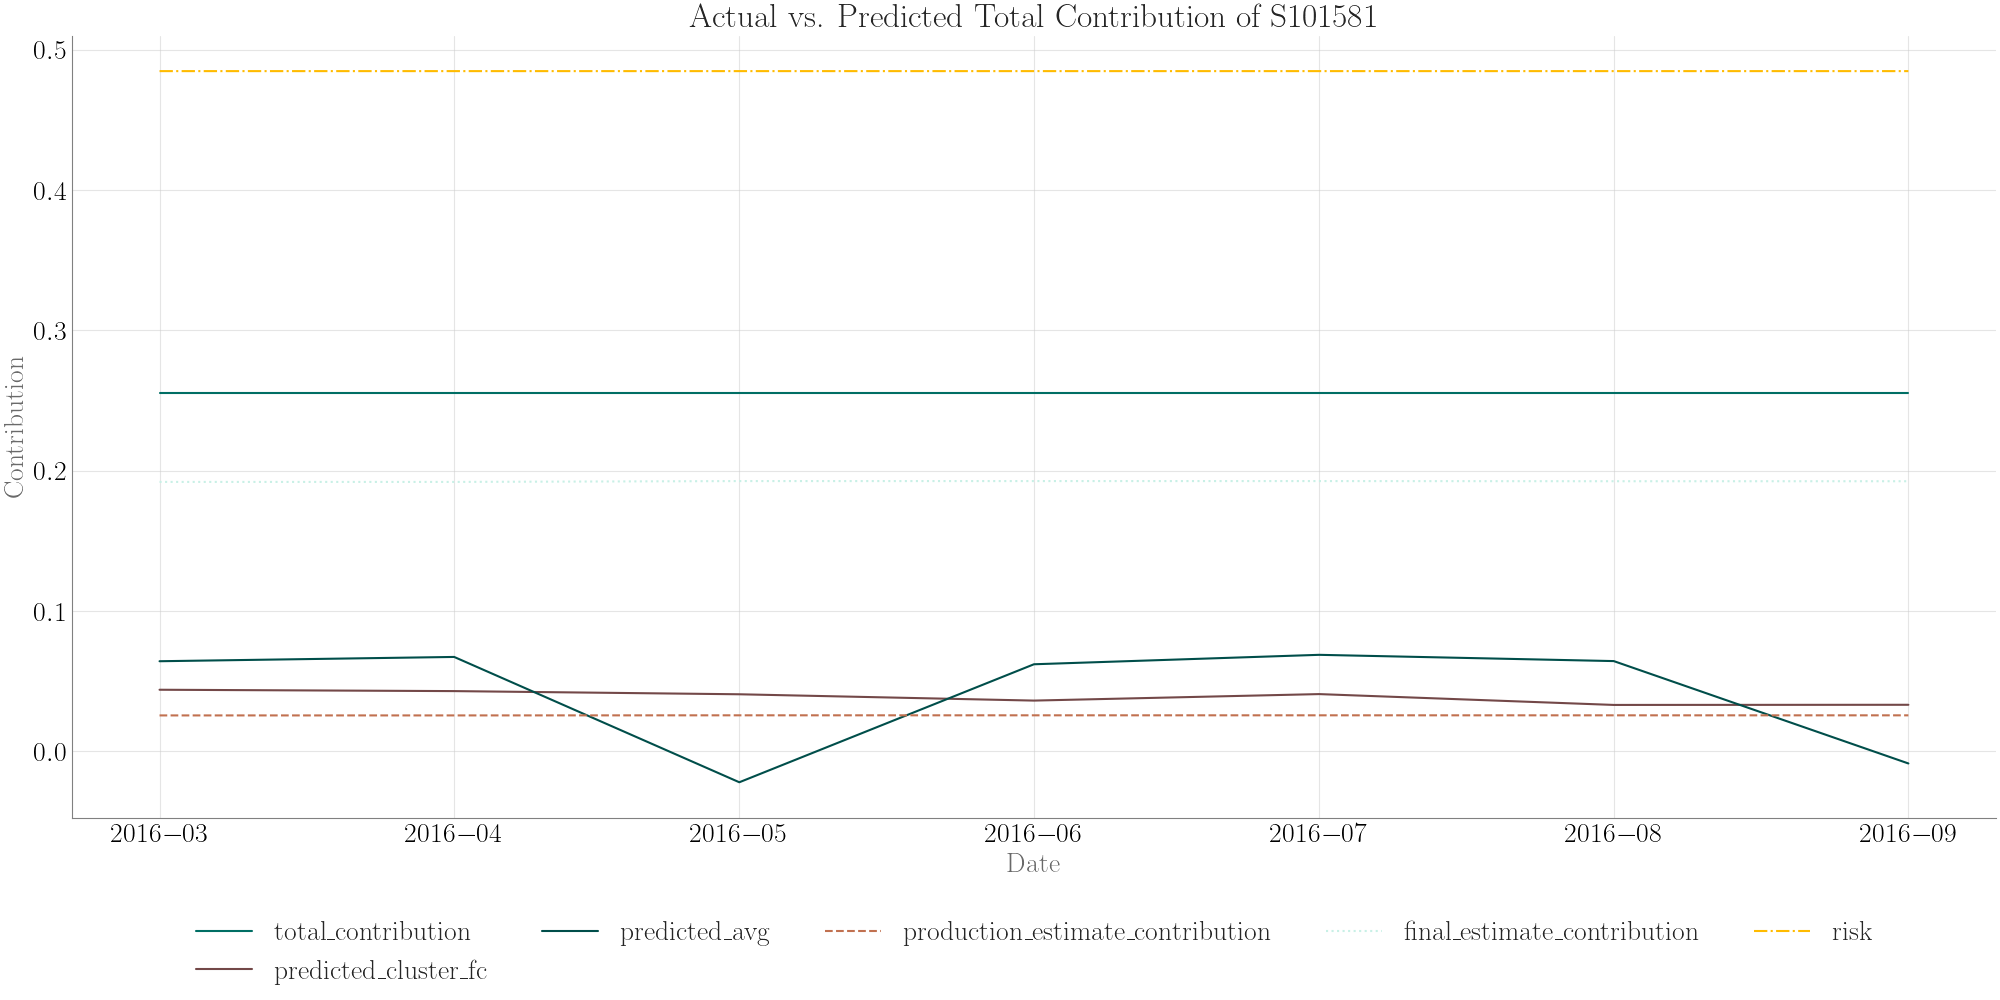 Actual vs. Predicted Total Contribution of S101581
0.5
0.4
0.3
0.2
0.1
0.0
Contribution
2016–03 2016–04 2016–05 2016–06 2016–07 2016–08 2016–09
Date
total_contribution predicted_avg production_estimate_contribution final_estimate_contribution risk
predicted_cluster_fc